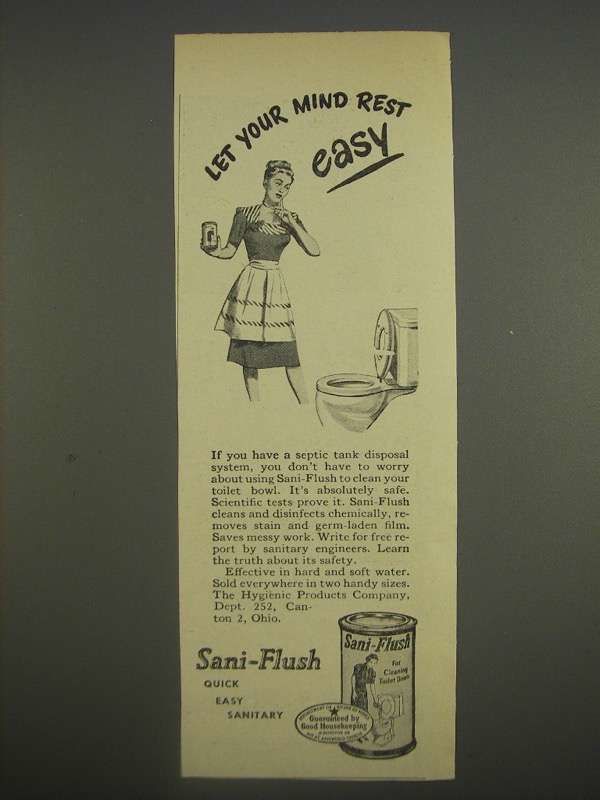 LET YOUR MIND REST
easy
If you have a septic tank disposal
system, you don't have to worry
about using Sani-Flush to clean your
toilet bowl. It's absolutely safe.
Scientific tests prove it. Sani-Flush
cleans and disinfects chemically, re-
moves stain and germ-laden film.
Saves messy work. Write for free re-
port by sanitary engineers. Learn
the truth about its safety.
Effective in hard and soft water.
Sold everywhere in two handy sizes.
The Hygienic Products Company,
Dept. 252, Can-
ton 2, Ohio.
Sani-Flush
QUICK
EASY
SANITARY
Sani-Flush
For
Cleaning
Toilet Bowls
Guaranteed by
Good Housekeeping